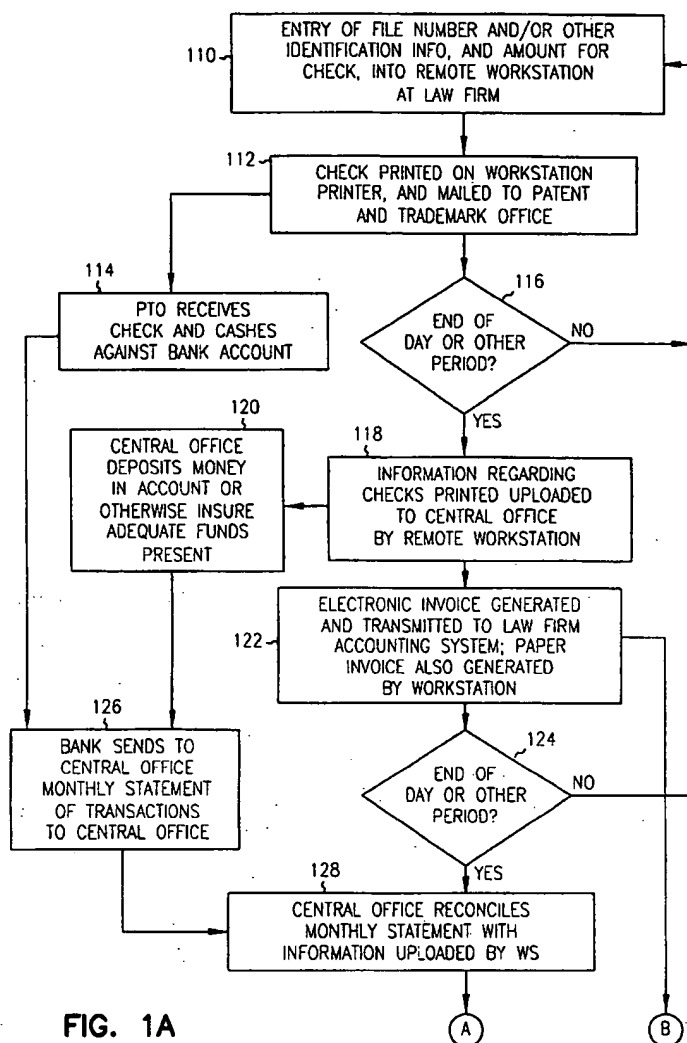 110
ENTRY OF FILE NUMBER AND/OR OTHER
IDENTIFICATION INFO, AND AMOUNT FOR
CHECK, INTO REMOTE WORKSTATION
AT LAW FIRM
112
CHECK PRINTED ON WORKSTATION
PRINTER, AND MAILED TO PATENT
AND TRADEMARK OFFICE
114
PTO RECEIVES
CHECK AND CASHES
AGAINST BANK ACCOUNT
116
END OF
DAY OR OTHER
PERIOD?
NO
YES
120
CENTRAL OFFICE
DEPOSITS MONEY
IN ACCOUNT OR
OTHERWISE INSURE
ADEQUATE FUNDS
PRESENT
118
INFORMATION REGARDING
CHECKS PRINTED UPLOADED
TO CENTRAL OFFICE
BY REMOTE WORKSTATION
122
ELECTRONIC INVOICE GENERATED
AND TRANSMITTED TO LAW FIRM
ACCOUNTING SYSTEM; PAPER
INVOICE ALSO GENERATED
BY WORKSTATION
126
BANK SENDS TO
CENTRAL OFFICE
MONTHLY STATEMENT
OF TRANSACTIONS
TO CENTRAL OFFICE
124
END OF
DAY OR OTHER
PERIOD?
NO
YES
128
CENTRAL OFFICE RECONCILES
MONTHLY STATEMENT WITH
INFORMATION UPLOADED BY WS
FIG. 1A
A
B